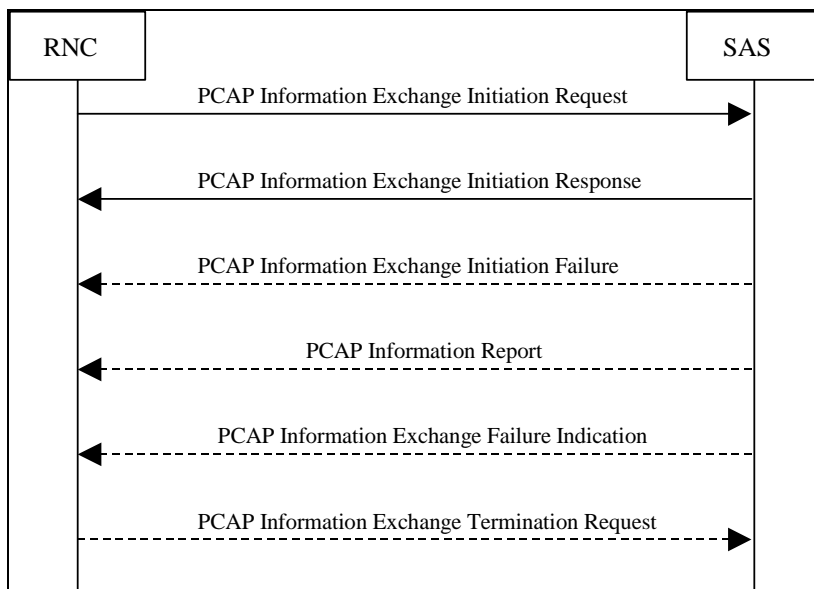 RNC
SAS
PCAP Information Exchange Initiation Request
PCAP Information Exchange Initiation Response
PCAP Information Exchange Initiation Failure
PCAP Information Report
PCAP Information Exchange Failure Indication
PCAP Information Exchange Termination Request